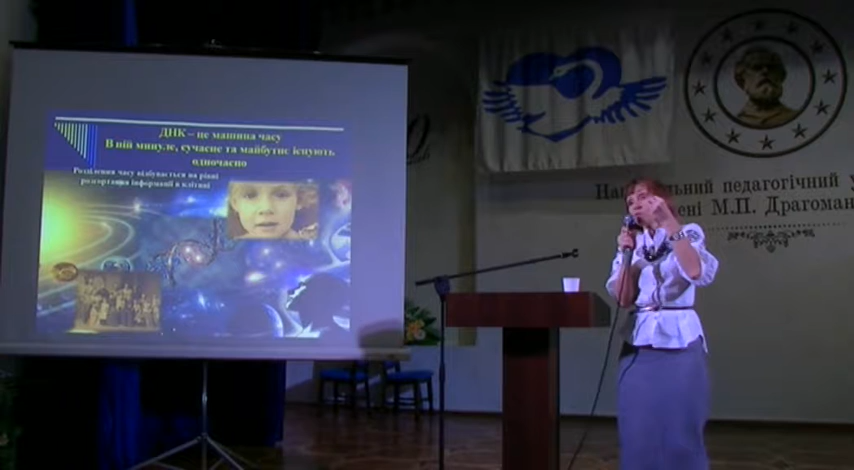 ДНК – це машина часу
В ній минуле, сучасне та майбутнє існують
одночасно
Розділення часу відбувається на рівні
розгортання інформації в клітині
педагогічний
імені М.П. Драгоман